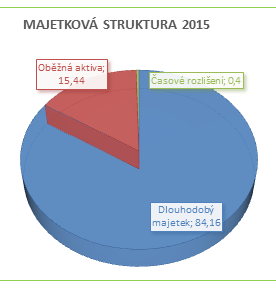 MAJETKOVÁ STRUKTURA 2015
Oběžná aktiva;
15,44
Časové rozlišení; 0,4
Dlouhodobý
majetek; 84,16